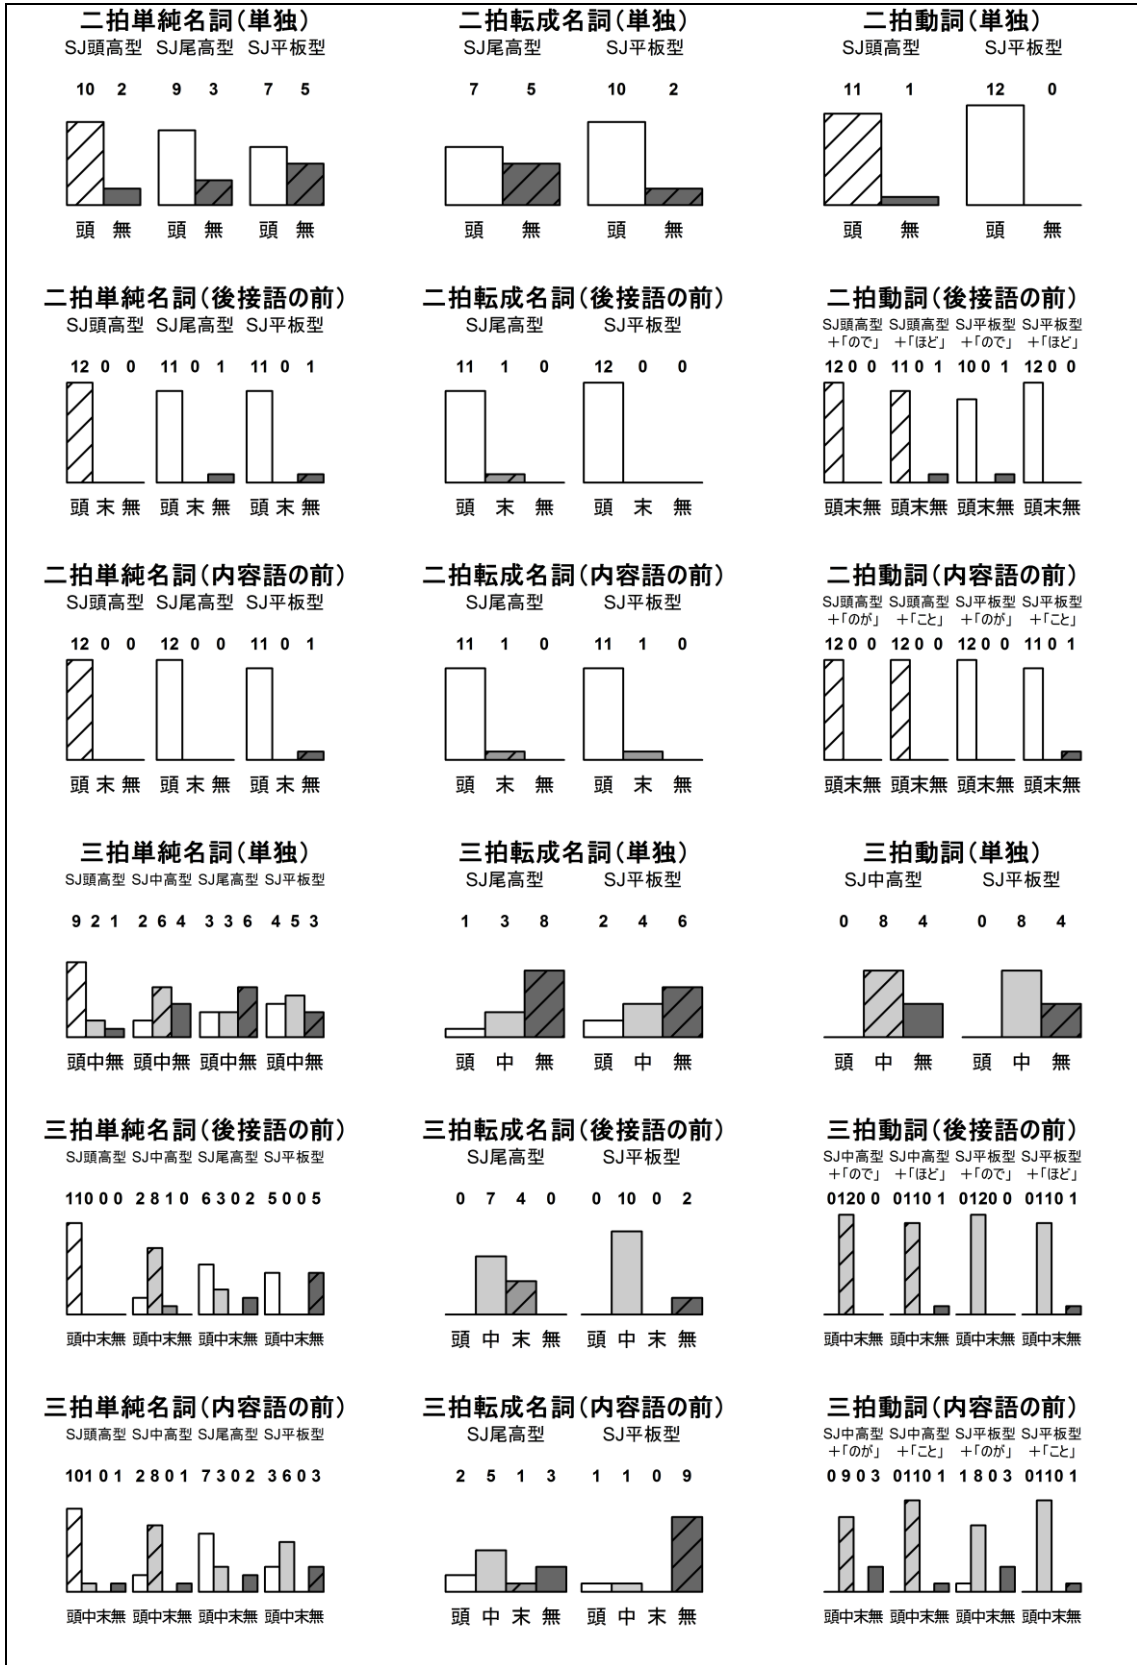 二拍単純名詞(単独)
SJ頭高型 SJ尾高型 SJ平板型
10 2 9 3 7 5
頭 無 頭 無 頭 無
二拍転成名詞(単独)
SJ尾高型 SJ平板型
7 5 10 2
頭 無 頭 無
二拍動詞(単独)
SJ頭高型 SJ平板型
11 1 12 0
頭 無 頭 無
二拍単純名詞(後接語の前)
SJ頭高型 SJ尾高型 SJ平板型
12 0 0 11 0 1 11 0 1
頭 末 無 頭 末 無 頭 末 無
二拍転成名詞(後接語の前)
SJ尾高型 SJ平板型
11 1 0 12 0 0
頭 末 無 頭 末 無
二拍動詞(後接語の前)
SJ頭高型 SJ頭高型 SJ平板型 SJ平板型
+「ので」 +「ほど」 +「ので」 +「ほど」
12 0 0 11 0 1 10 0 1 12 0 0
頭末無 頭末無 頭末無 頭末無
二拍単純名詞(内容語の前)
SJ頭高型 SJ尾高型 SJ平板型
12 0 0 12 0 0 11 0 1
頭 末 無 頭 末 無 頭 末 無
二拍転成名詞(内容語の前)
SJ尾高型 SJ平板型
11 1 0 11 1 0
頭 末 無 頭 末 無
二拍動詞(内容語の前)
SJ頭高型 SJ頭高型 SJ平板型 SJ平板型
+「のが」 +「こと」 +「のが」 +「こと」
12 0 0 12 0 0 12 0 0 11 0 1
頭末無 頭末無 頭末無 頭末無
三拍単純名詞(単独)
SJ頭高型 SJ中高型 SJ尾高型 SJ平板型
9 2 1 2 6 4 3 3 6 4 5 3
頭中無 頭中無 頭中無 頭中無
三拍転成名詞(単独)
SJ尾高型 SJ平板型
1 3 8 2 4 6
頭 中 無 頭 中 無
三拍動詞(単独)
SJ中高型 SJ平板型
0 8 4 0 8 4
頭 中 無 頭 中 無
三拍単純名詞(後接語の前)
SJ頭高型 SJ中高型 SJ尾高型 SJ平板型
11 0 0 0 2 8 1 0 6 3 0 2 5 0 0 5
頭中末無 頭中末無 頭中末無 頭中末無
三拍転成名詞(後接語の前)
SJ尾高型 SJ平板型
0 7 4 0 0 10 0 2
頭 中 末 無 頭 中 末 無
三拍動詞(後接語の前)
SJ中高型 SJ中高型 SJ平板型 SJ平板型
+「ので」 +「ほど」 +「ので」 +「ほど」
0 12 0 0 0 11 0 1 0 12 0 0 0 11 0 1
頭中末無 頭中末無 頭中末無 頭中末無
三拍単純名詞(内容語の前)
SJ頭高型 SJ中高型 SJ尾高型 SJ平板型
10 1 0 1 2 8 0 1 7 3 0 2 3 6 0 3
頭中末無 頭中末無 頭中末無 頭中末無
三拍転成名詞(内容語の前)
SJ尾高型 SJ平板型
2 5 1 3 1 1 0 9
頭 中 末 無 頭 中 末 無
三拍動詞(内容語の前)
SJ中高型 SJ中高型 SJ平板型 SJ平板型
+「のが」 +「こと」 +「のが」 +「こと」
0 9 0 3 0 11 0 1 1 8 0 3 0 11 0 1
頭中末無 頭中末無 頭中末無 頭中末無